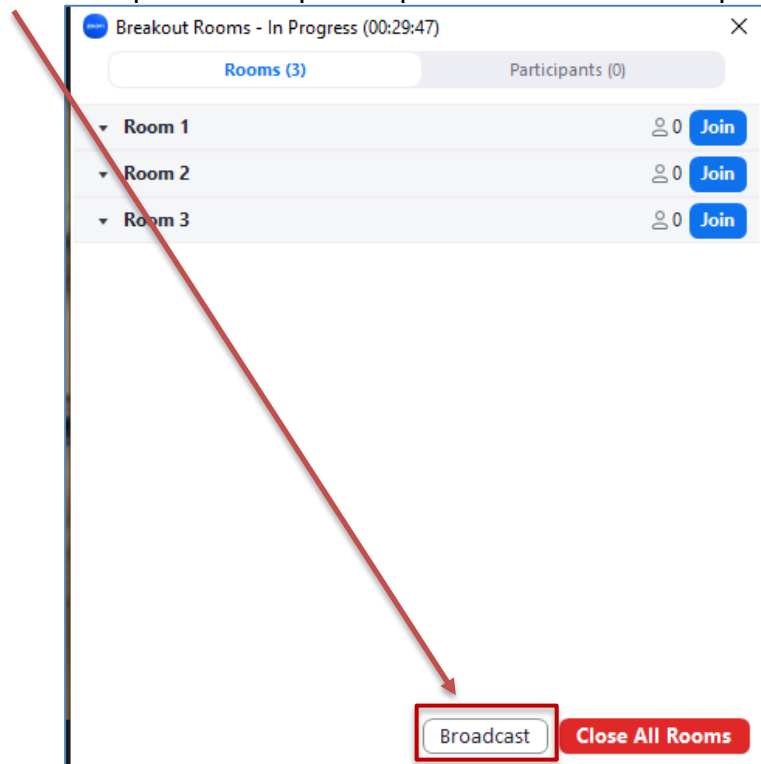 Breakout Rooms - In Progress (00:29:47)
Rooms (3) Participants (0)
Room 1 0 Join
Room 2 0 Join
Room 3 0 Join
Broadcast Close All Rooms